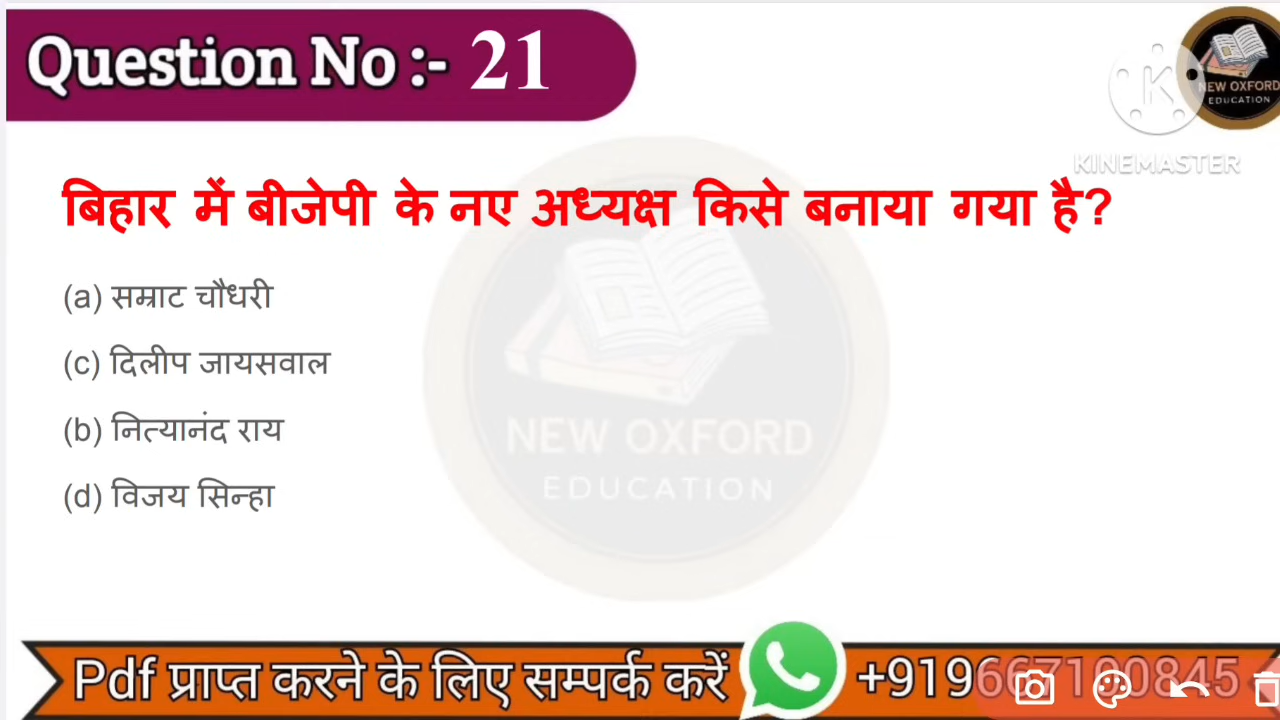 Question No :- 21
NEW OXFORD
EDUCATION
KINEMASTER
बिहार में बीजेपी के नए अध्यक्ष किसे बनाया गया है?
(a) सम्राट चौधरी
(c) दिलीप जायसवाल
(b) नित्यानंद राय
(d) विजय सिन्हा
NEW OXFORD
EDUCATION
Pdf प्राप्त करने के लिए सम्पर्क करें +919667190845